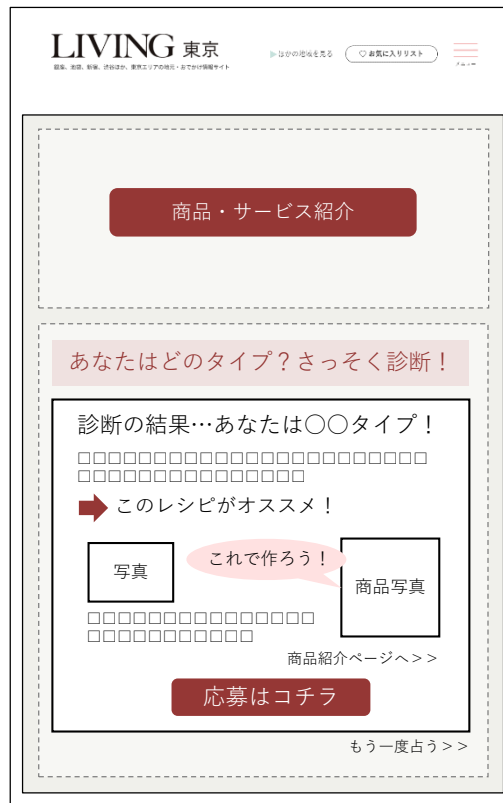 LIVING 東京
銀座、池袋、新宿、渋谷ほか、東京エリアの地元・おでかけ情報サイト
▶ほかの地域を見る
♡お気に入りリスト
メニュー
商品・サービス紹介
あなたはどのタイプ？さっそく診断！
診断の結果…あなたは〇〇タイプ！
□□□□□□□□□□□□□□□□□□□□□□□
□□□□□□□□□□□□□□□
このレシピがオススメ！
写真
これで作ろう！
商品写真
□□□□□□□□□□□□□□□
□□□□□□□□□□□
商品紹介ページへ>>
応募はコチラ
もう一度占う>>